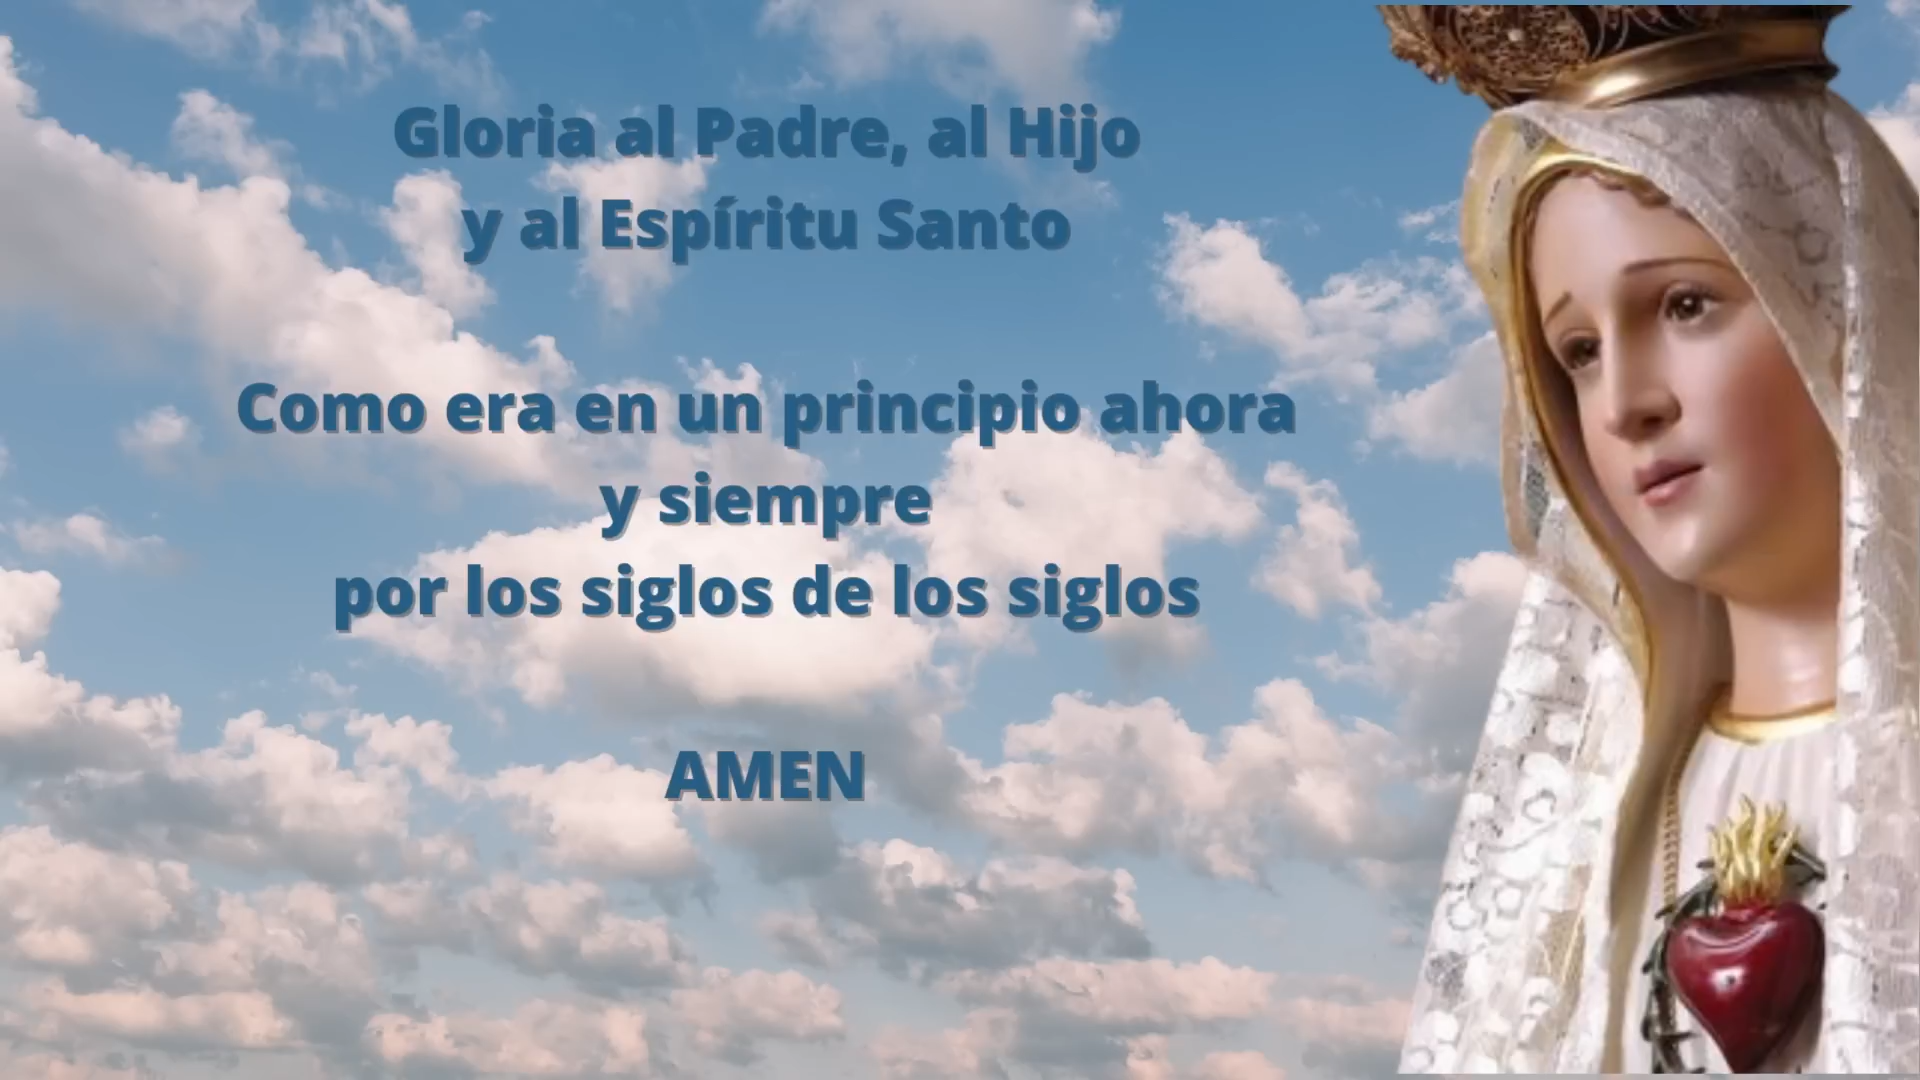 Gloria al Padre, al Hijo
y al Espíritu Santo
Como era en un principio ahora
y siempre
por los siglos de los siglos
AMEN